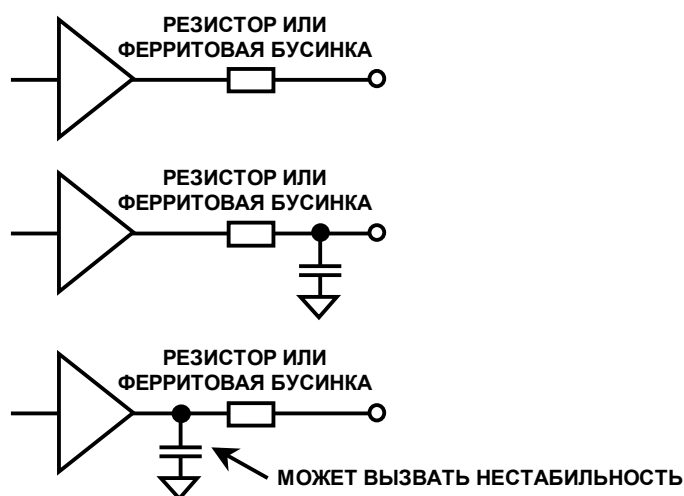 РЕЗИСТОР ИЛИ
ФЕРРИТОВАЯ БУСИНКА
РЕЗИСТОР ИЛИ
ФЕРРИТОВАЯ БУСИНКА
РЕЗИСТОР ИЛИ
ФЕРРИТОВАЯ БУСИНКА
МОЖЕТ ВЫЗВАТЬ НЕСТАБИЛЬНОСТЬ